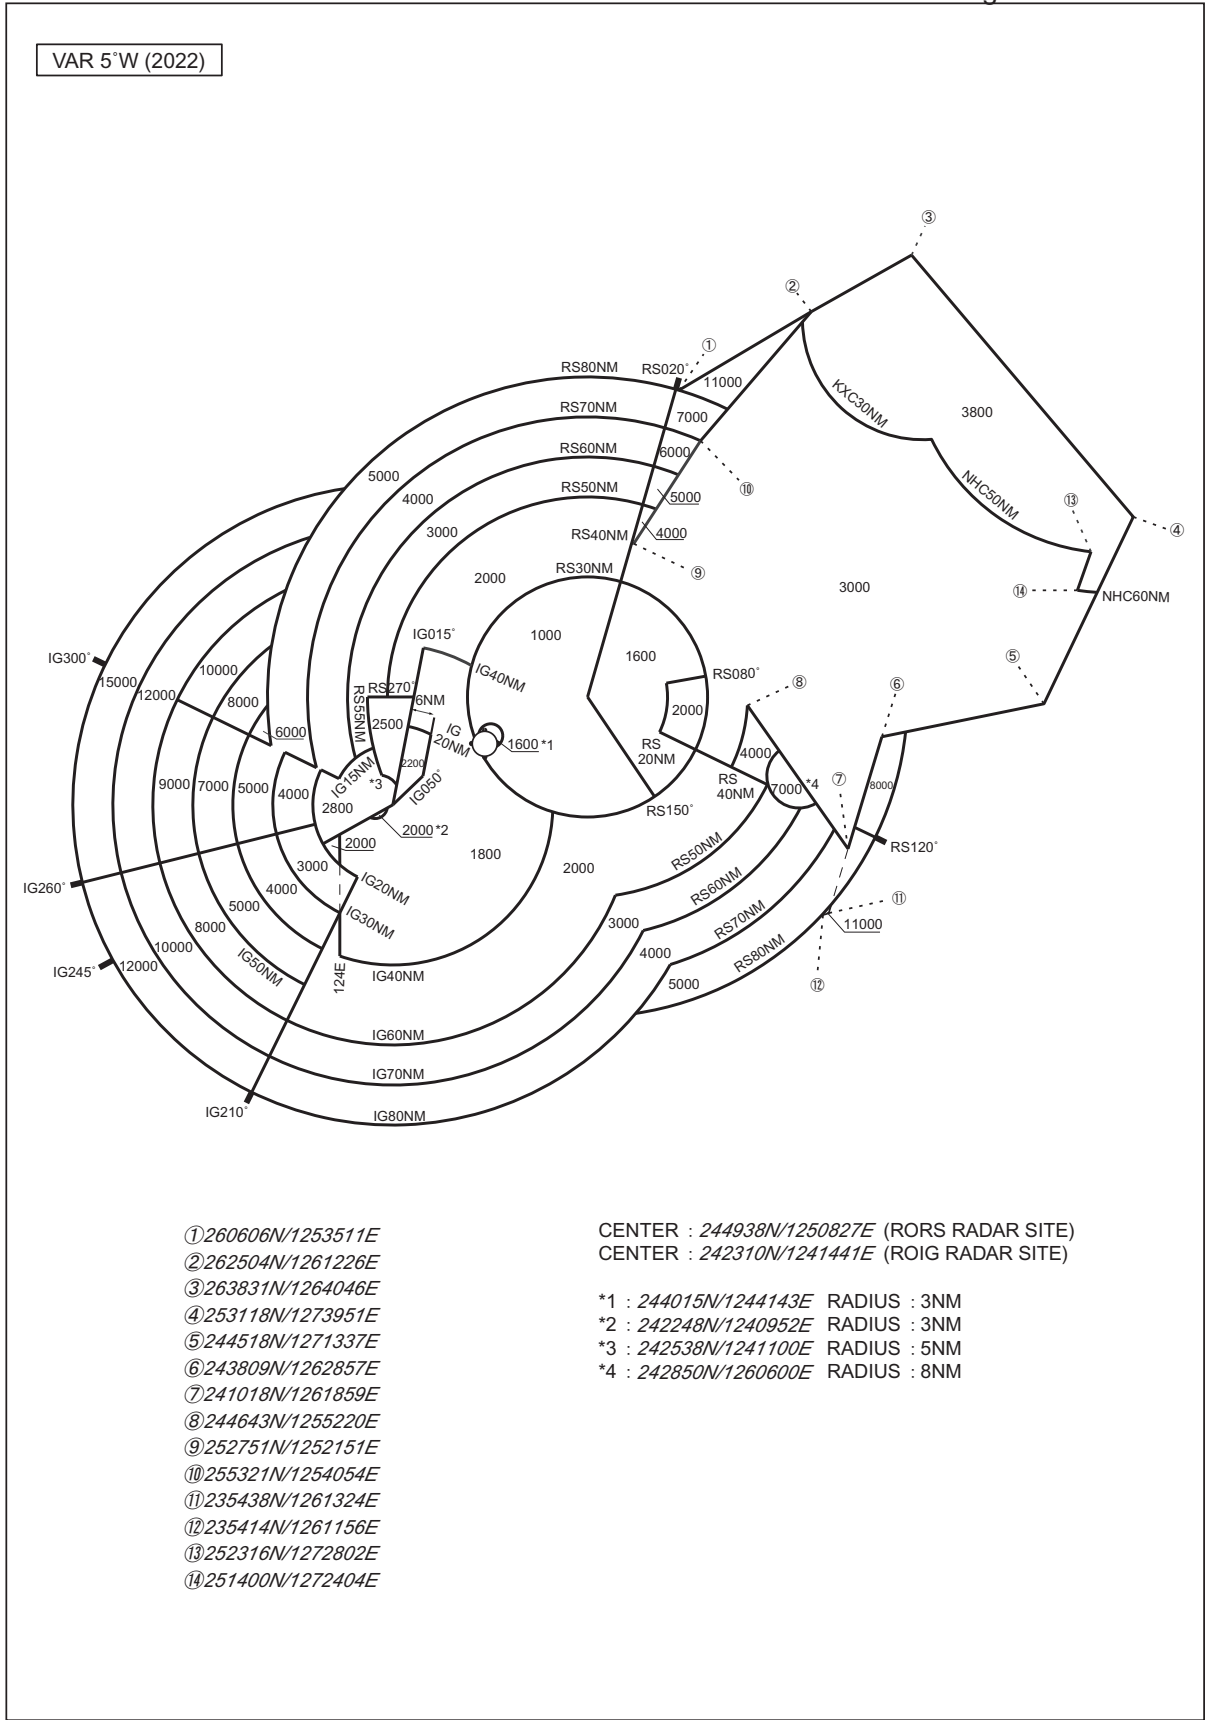 VAR 5˚W (2022)
③
②
①
RS80NM
RS020˚
11000
KXC30NM
3800
RS70NM
7000
RS60NM
6000
5000
4000
NHC50NM
⑩
RS50NM
5000
⑬
3000
RS40NM
4000
④
RS30NM
⑨
2000
3000
⑭
NHC60NM
IG015˚
1000
1600
⑤
IG300˚
10000
IG40NM
RS080˚
15000
12000
RS270˚
⑧
⑥
8000
6NM
RS55NM
2500
IG
20NM
2000
6000
1600 *1
RS
20NM
4000
2200
IG15NM
*3
IG050˚
RS
40NM
7000
*4
⑦
8000
9000
7000
5000
4000
2800
RS150˚
2000 *2
2000
RS120˚
1800
3000
2000
RS50NM
IG260˚
4000
IG20NM
RS60NM
⑪
5000
IG30NM
RS70NM
8000
3000
11000
10000
IG50NM
4000
RS80NM
IG245˚
12000
124E
IG40NM
5000
⑫
IG60NM
IG70NM
IG210˚
IG80NM
①260606N/1253511E
②262504N/1261226E
③263831N/1264046E
④253118N/1273951E
⑤244518N/1271337E
⑥243809N/1262857E
⑦241018N/1261859E
⑧244643N/1255220E
⑨252751N/1252151E
⑩255321N/1254054E
⑪235438N/1261324E
⑫235414N/1261156E
⑬252316N/1272802E
⑭251400N/1272404E
CENTER : 244938N/1250827E (RORS RADAR SITE)
CENTER : 242310N/1241441E (ROIG RADAR SITE)
*1 : 244015N/1244143E RADIUS : 3NM
*2 : 242248N/1240952E RADIUS : 3NM
*3 : 242538N/1241100E RADIUS : 5NM
*4 : 242850N/1260600E RADIUS : 8NM